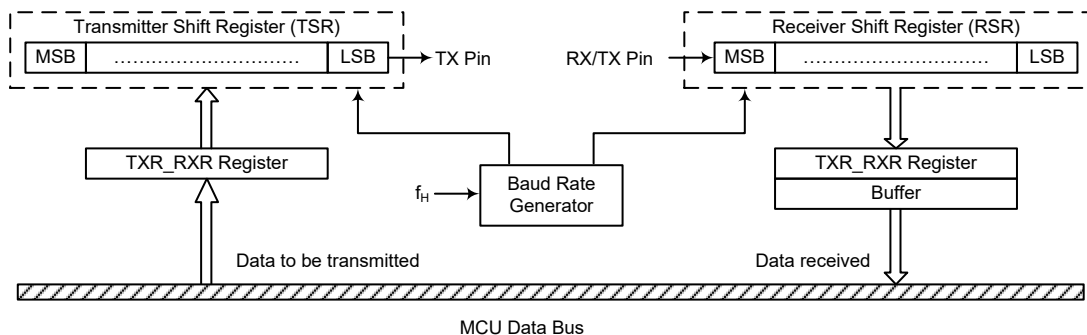 Transmitter Shift Register (TSR)
MSB ………………………… LSB
TX Pin
RX/TX Pin
Receiver Shift Register (RSR)
MSB ………………………… LSB
TXR_RXR Register
fH
Baud Rate
Generator
TXR_RXR Register
Buffer
Data to be transmitted
Data received
MCU Data Bus